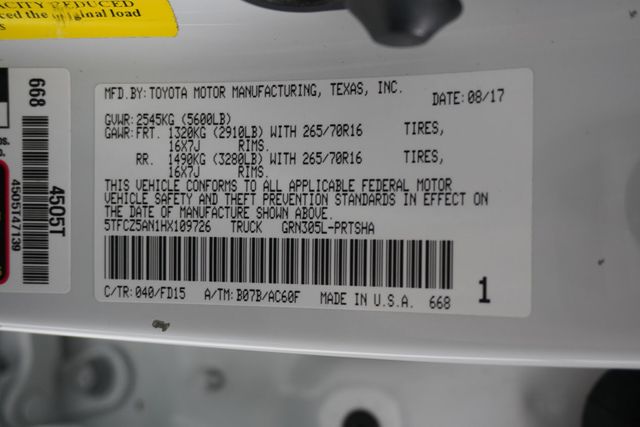 ACITY REDUCED
ced the original load
668
4505T
4505147139
MFD.BY:TOYOTA MOTOR MANUFACTURING, TEXAS, INC.
DATE:08/17
GVWR:2545KG (5600LB)
GAWR:FRT. 1320KG (2910LB) WITH 265/70R16 TIRES,
16X7J RIMS.
RR. 1490KG (3280LB) WITH 265/70R16 TIRES,
16X7J RIMS.
THIS VEHICLE CONFORMS TO ALL APPLICABLE FEDERAL MOTOR
VEHICLE SAFETY AND THEFT PREVENTION STANDARDS IN EFFECT ON
THE DATE OF MANUFACTURE SHOWN ABOVE.
5TFCZ5AN1HX109726 TRUCK GRN305L-PRTSHA
C/TR:040/FD15 A/TM:B07B/AC60F MADE IN U.S.A. 668 1